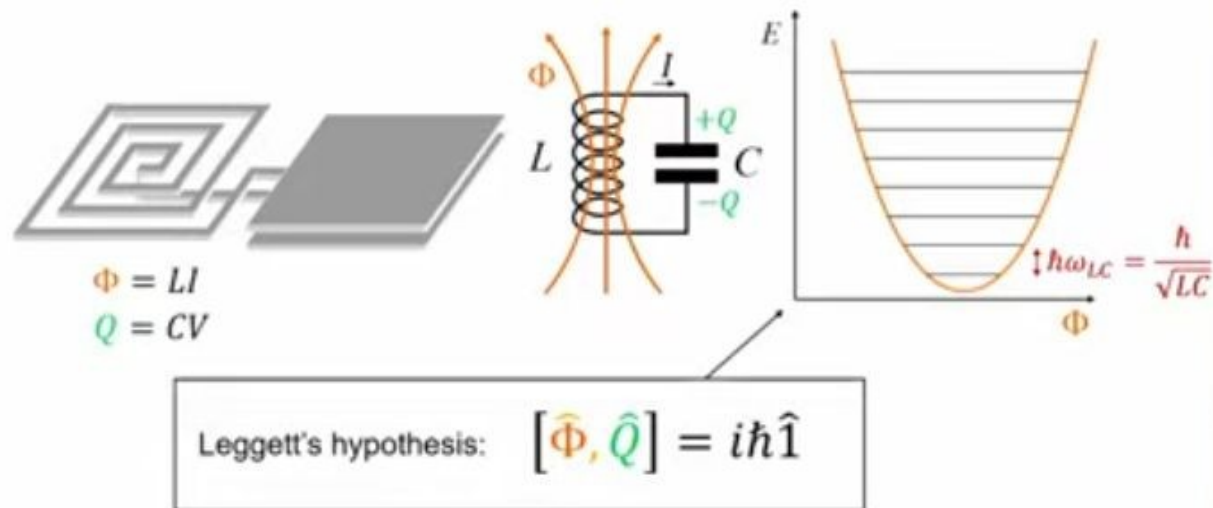 Φ = LI
Q = CV
Φ
I
L
+Q
C
−Q
E
ħω_LC = ħ/√LC
Φ
Leggett's hypothesis: [Φ̂, Q̂] = iħ1̂